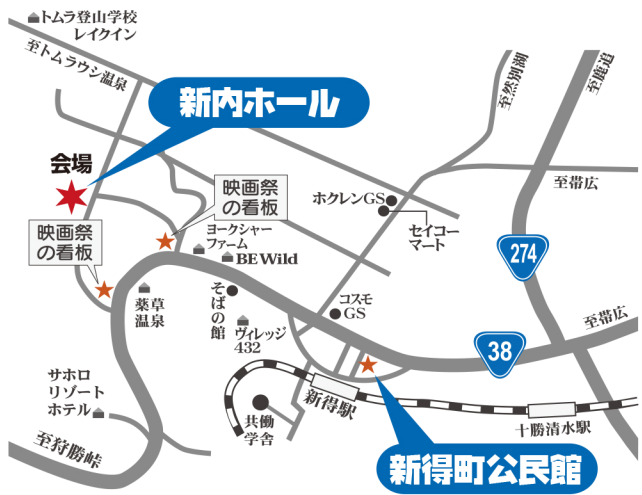 トムラ登山学校
レイクイン
至トムラウシ温泉
新内ホール
会場
映画祭
の看板
映画祭
の看板
至然別湖
至鹿追
至帯広
ホクレンGS
セイコー
マート
ヨークシャー
ファーム
BE Wild
274
薬草
温泉
そばの館
コスモ
GS
ヴィレッジ
432
至帯広
38
サホロ
リゾート
ホテル
新得駅
共働
学舎
十勝清水駅
至狩勝峠
新得町公民館